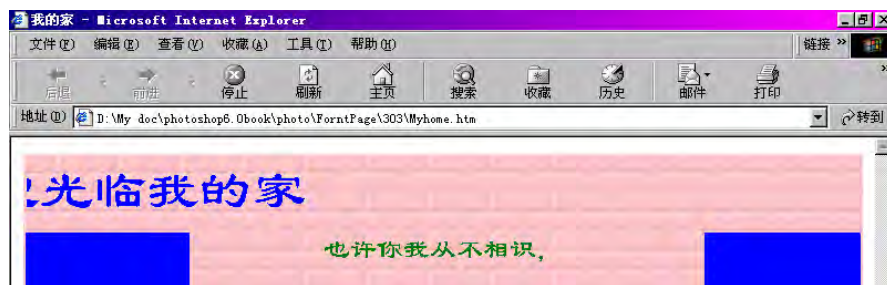 我的家 - Microsoft Internet Explorer
文件(F) 编辑(E) 查看(V) 收藏(A) 工具(T) 帮助(H) 链接 »
后退 前进 停止 刷新 主页 搜索 收藏 历史 邮件 打印 »
地址(D) D:\My doc\photoshop6.0book\photo\ForntPage\303\Myhome.htm 转到
光临我的家
也许你我从不相识,